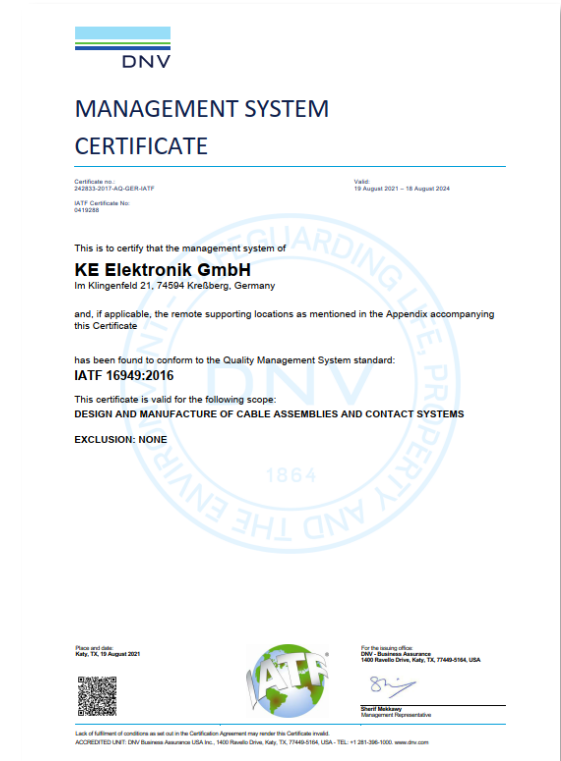 DNV
MANAGEMENT SYSTEM
CERTIFICATE
Certificate no.:
242833-2017-AQ-GER-IATF
Valid:
19 August 2021 – 18 August 2024
IATF Certificate No:
0419288
This is to certify that the management system of
KE Elektronik GmbH
Im Klingenfeld 21, 74594 Kreßberg, Germany
and, if applicable, the remote supporting locations as mentioned in the Appendix accompanying
this Certificate
has been found to conform to the Quality Management System standard:
IATF 16949:2016
This certificate is valid for the following scope:
DESIGN AND MANUFACTURE OF CABLE ASSEMBLIES AND CONTACT SYSTEMS
EXCLUSION: NONE
SAFEGUARDING LIFE, PROPERTY AND THE ENVIRONMENT
DNV
1864
Place and date:
Katy, TX, 19 August 2021
IATF
®
For the issuing office:
DNV - Business Assurance
1400 Ravello Drive, Katy, TX, 77449-5164, USA
Sherif Mekkawy
Management Representative
Lack of fulfilment of conditions as set out in the Certification Agreement may render this Certificate invalid.
ACCREDITED UNIT: DNV Business Assurance USA Inc., 1400 Ravello Drive, Katy, TX, 77449-5164, USA - TEL: +1 281-396-1000. www.dnv.com